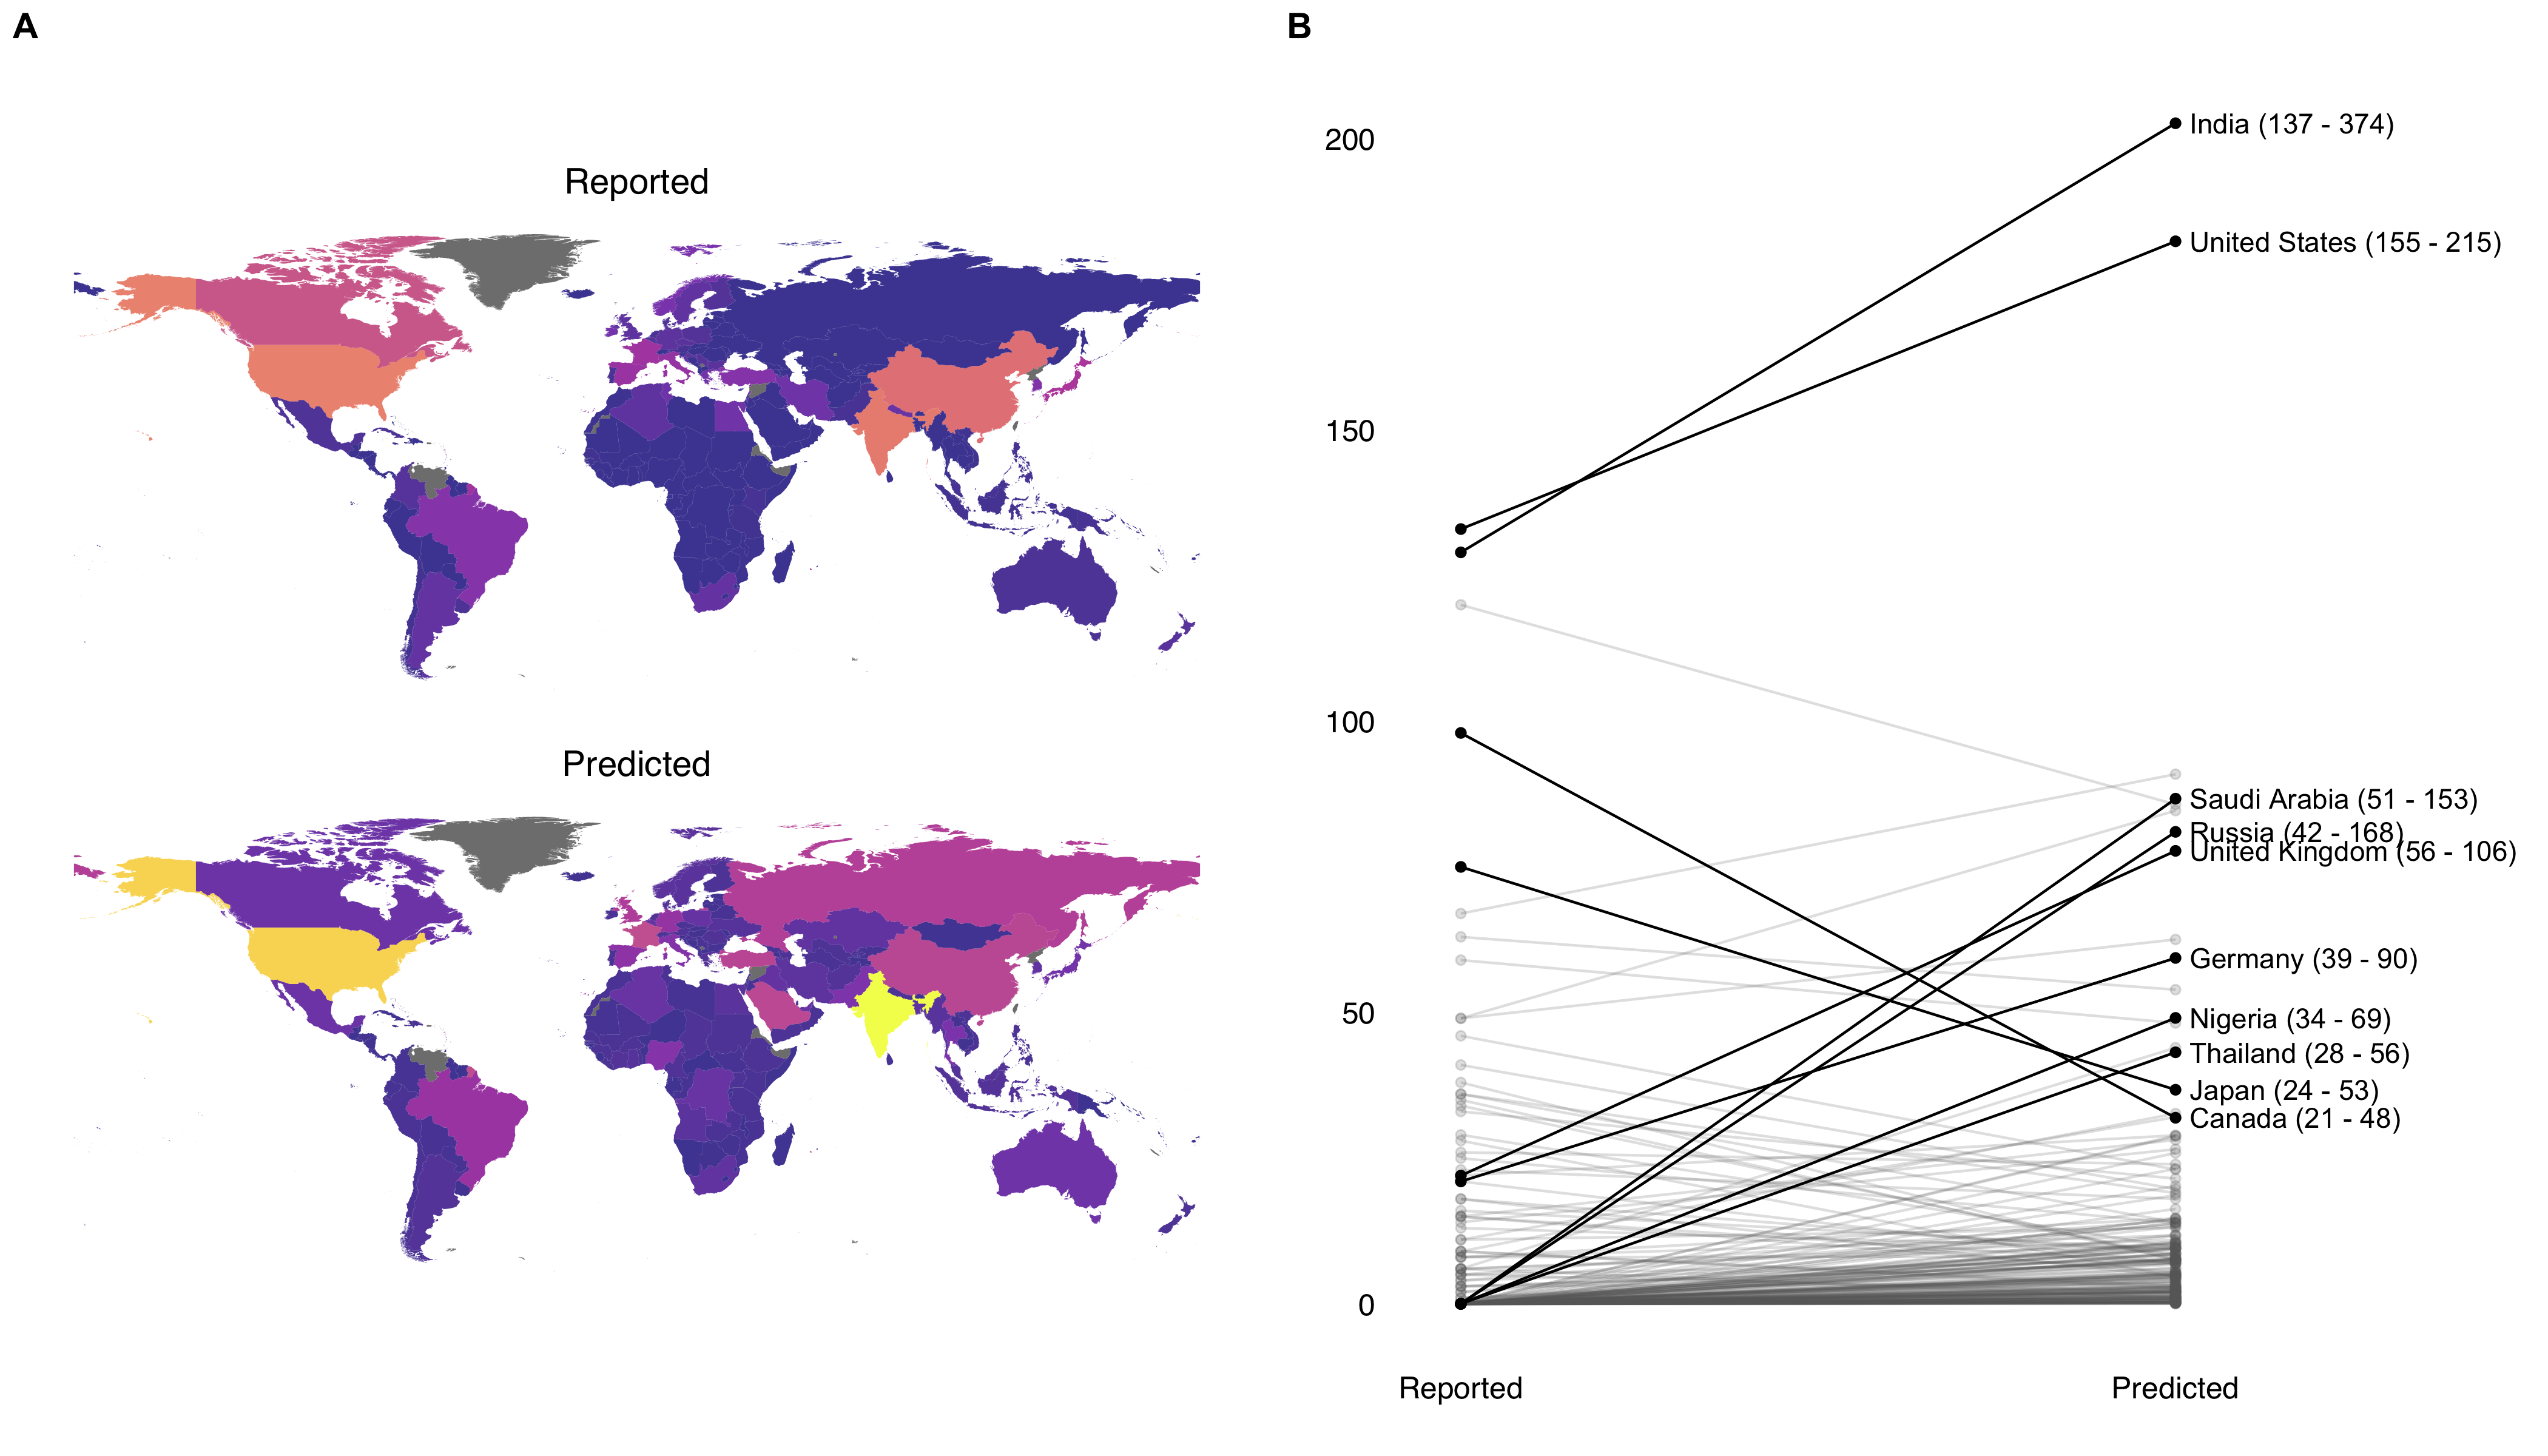 A
Reported
Predicted
B
200
150
100
50
0
India (137 - 374)
United States (155 - 215)
Saudi Arabia (51 - 153)
Russia (42 - 168)
United Kingdom (56 - 106)
Germany (39 - 90)
Nigeria (34 - 69)
Thailand (28 - 56)
Japan (24 - 53)
Canada (21 - 48)
Reported
Predicted